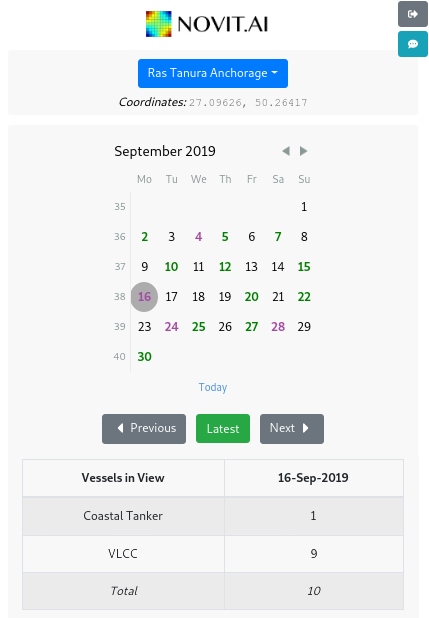 NOVIT.AI
Ras Tanura Anchorage
Coordinates: 27.09626, 50.26417
September 2019
Mo Tu We Th Fr Sa Su
35 1
36 2 3 4 5 6 7 8
37 9 10 11 12 13 14 15
38 16 17 18 19 20 21 22
39 23 24 25 26 27 28 29
40 30
Today
Previous Latest Next
Vessels in View 16-Sep-2019
Coastal Tanker 1
VLCC 9
Total 10